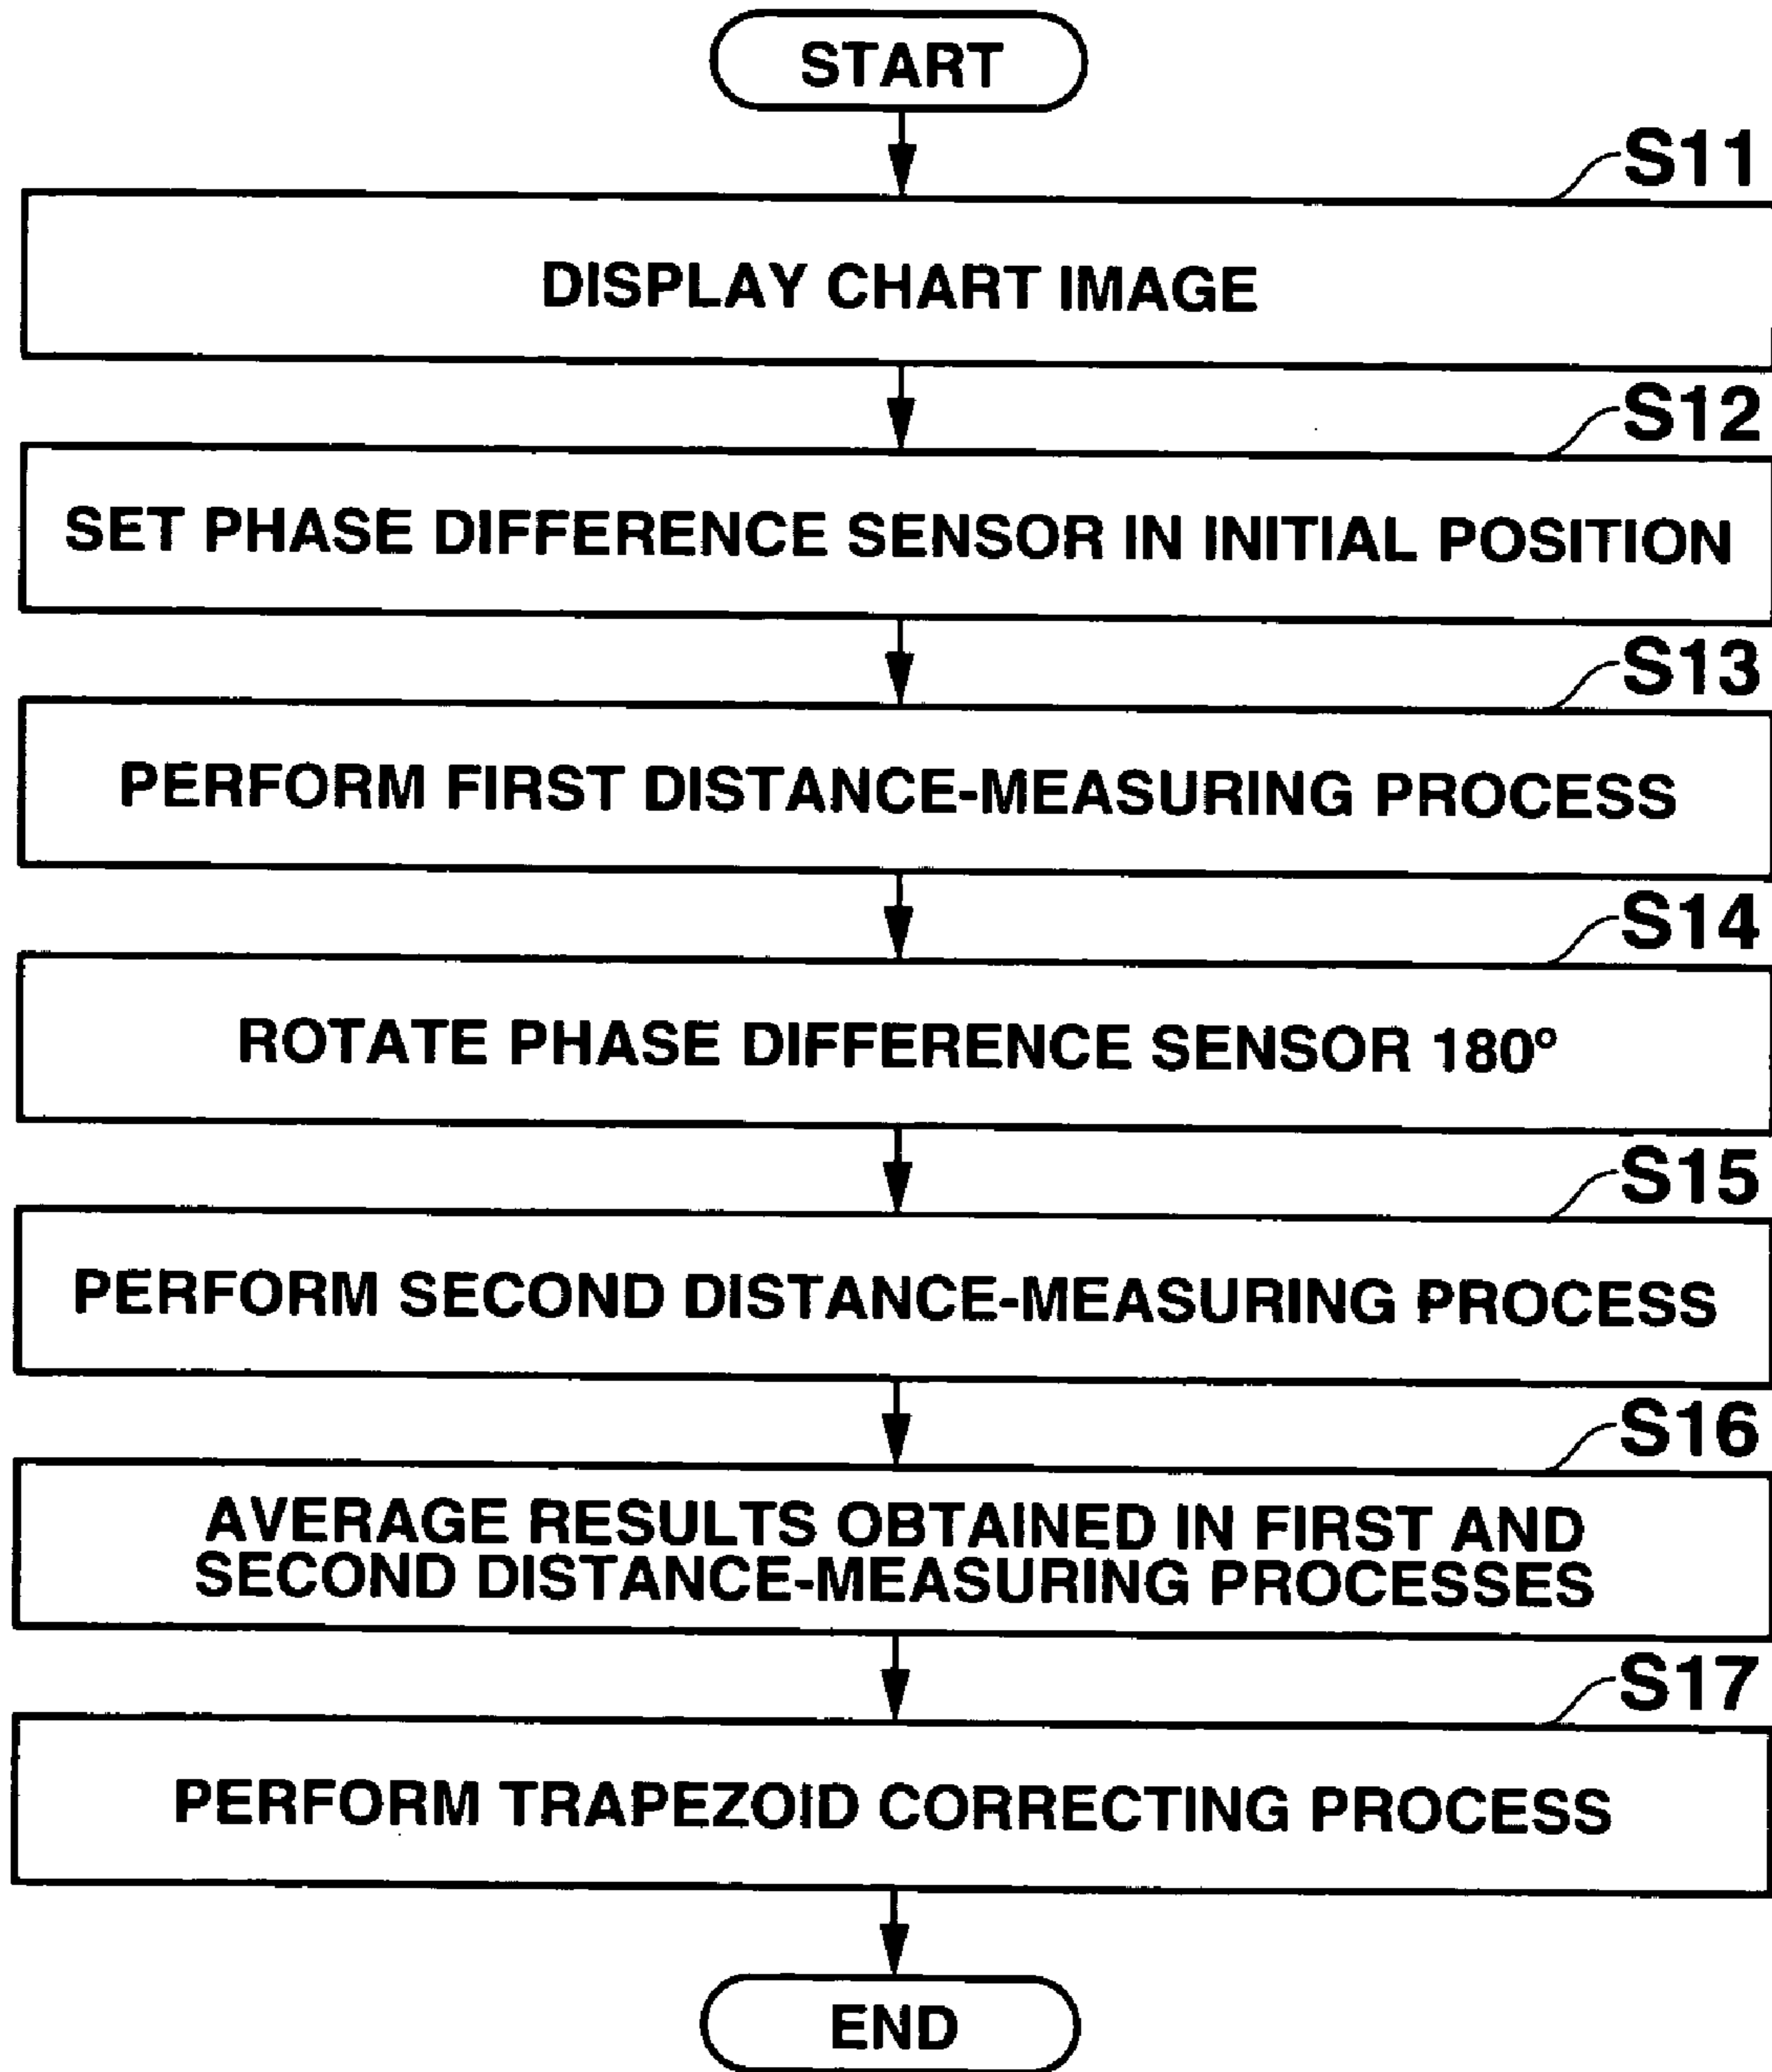 START
S11
DISPLAY CHART IMAGE
S12
SET PHASE DIFFERENCE SENSOR IN INITIAL POSITION
S13
PERFORM FIRST DISTANCE-MEASURING PROCESS
S14
ROTATE PHASE DIFFERENCE SENSOR 180º
S15
PERFORM SECOND DISTANCE-MEASURING PROCESS
S16
AVERAGE RESULTS OBTAINED IN FIRST AND
SECOND DISTANCE-MEASURING PROCESSES
S17
PERFORM TRAPEZOID CORRECTING PROCESS
END